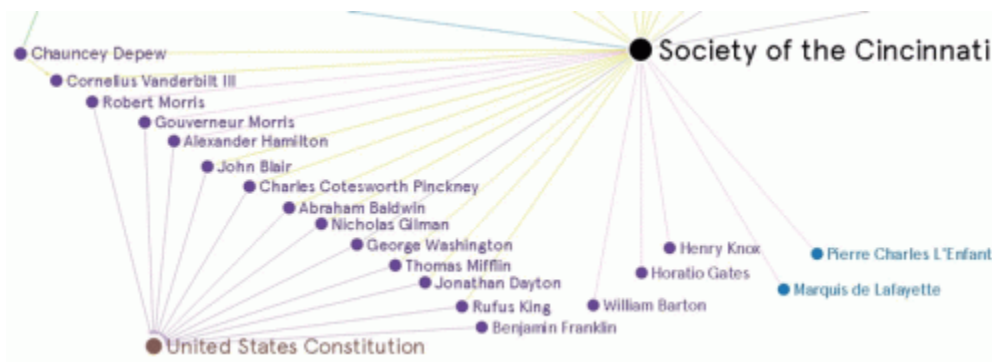 Society of the Cincinnati
Chauncey Depew
Cornelius Vanderbilt III
Robert Morris
Gouverneur Morris
Alexander Hamilton
John Blair
Charles Cotesworth Pinckney
Abraham Baldwin
Nicholas Gilman
George Washington
Thomas Mifflin
Jonathan Dayton
Rufus King
Benjamin Franklin
Henry Knox
Horatio Gates
William Barton
Pierre Charles L'Enfant
Marquis de Lafayette
United States Constitution